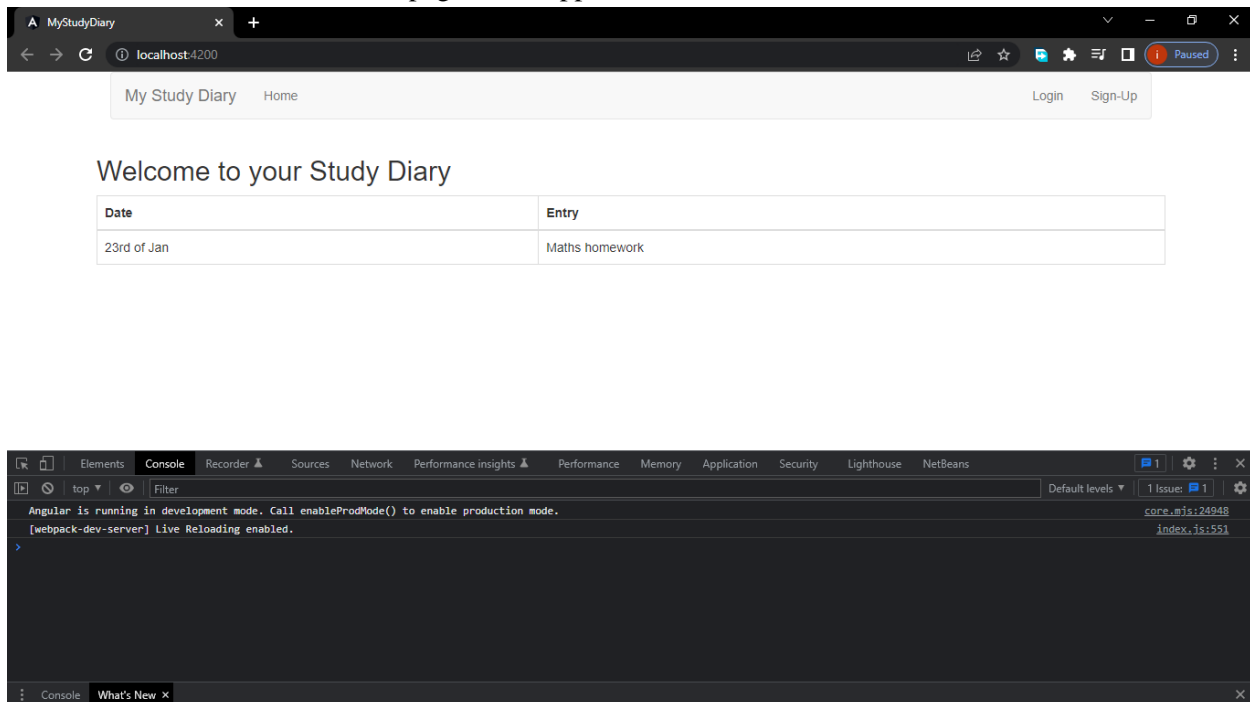 MyStudyDiary
localhost:4200
i Paused
My Study Diary Home Login Sign-Up
Welcome to your Study Diary
Date Entry
23rd of Jan Maths homework
Elements Console Recorder Sources Network Performance insights Performance Memory Application Security Lighthouse NetBeans 1
top Filter Default levels 1 Issue: 1
Angular is running in development mode. Call enableProdMode() to enable production mode. core.mjs:24948
[webpack-dev-server] Live Reloading enabled. index.js:551
Console What's New